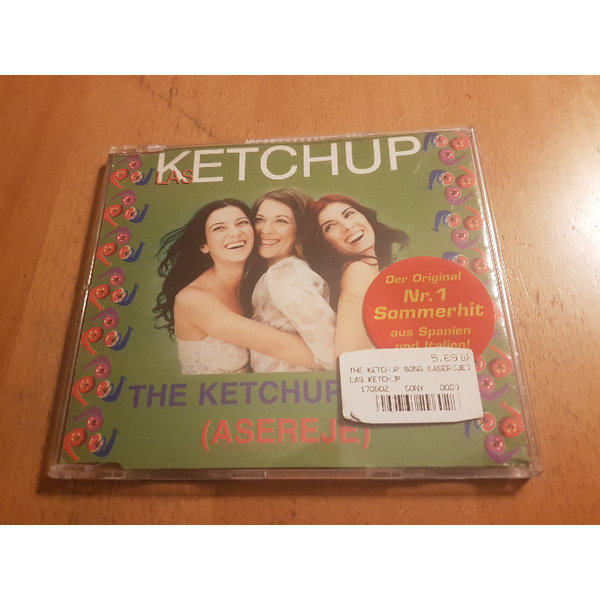 LAS KETCHUP
Der Original
Nr. 1
Sommerhit
aus Spanien
und Italien!
5.69
THE KETCHUP SONG (ASEREJE)
LAS KETCHUP
170902 SONY
THE KETCHUP
(ASEREJE)